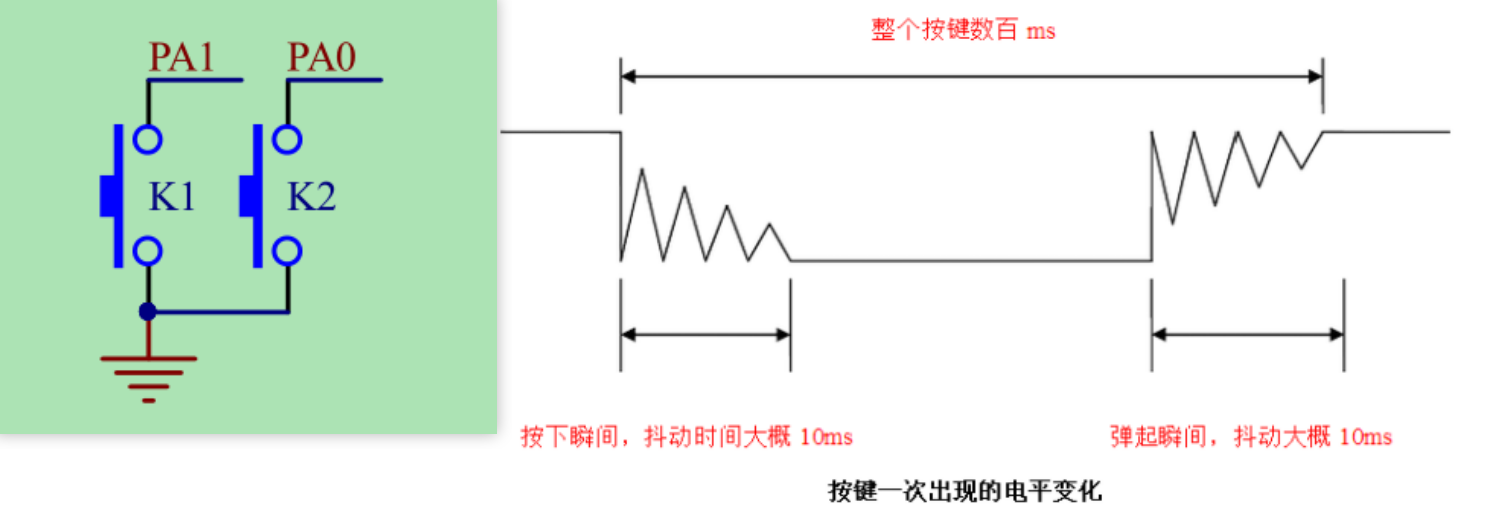 PA1
PA0
K1
K2
整个按键数百 ms
按下瞬间，抖动时间大概 10ms
弹起瞬间，抖动大概 10ms
按键一次出现的电平变化